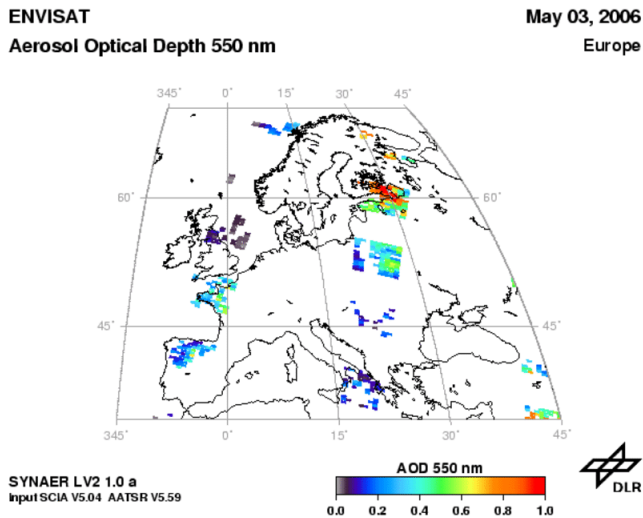 ENVISAT
May 03, 2006
Aerosol Optical Depth 550 nm
Europe
345° 0° 15° 30° 45°
60° 60°
45° 45°
345° 0° 15° 30° 45°
SYNAER LV2 1.0 a
Input SCIA V5.04 AATSR V5.59
AOD 550 nm
0.0 0.2 0.4 0.6 0.8 1.0
DLR